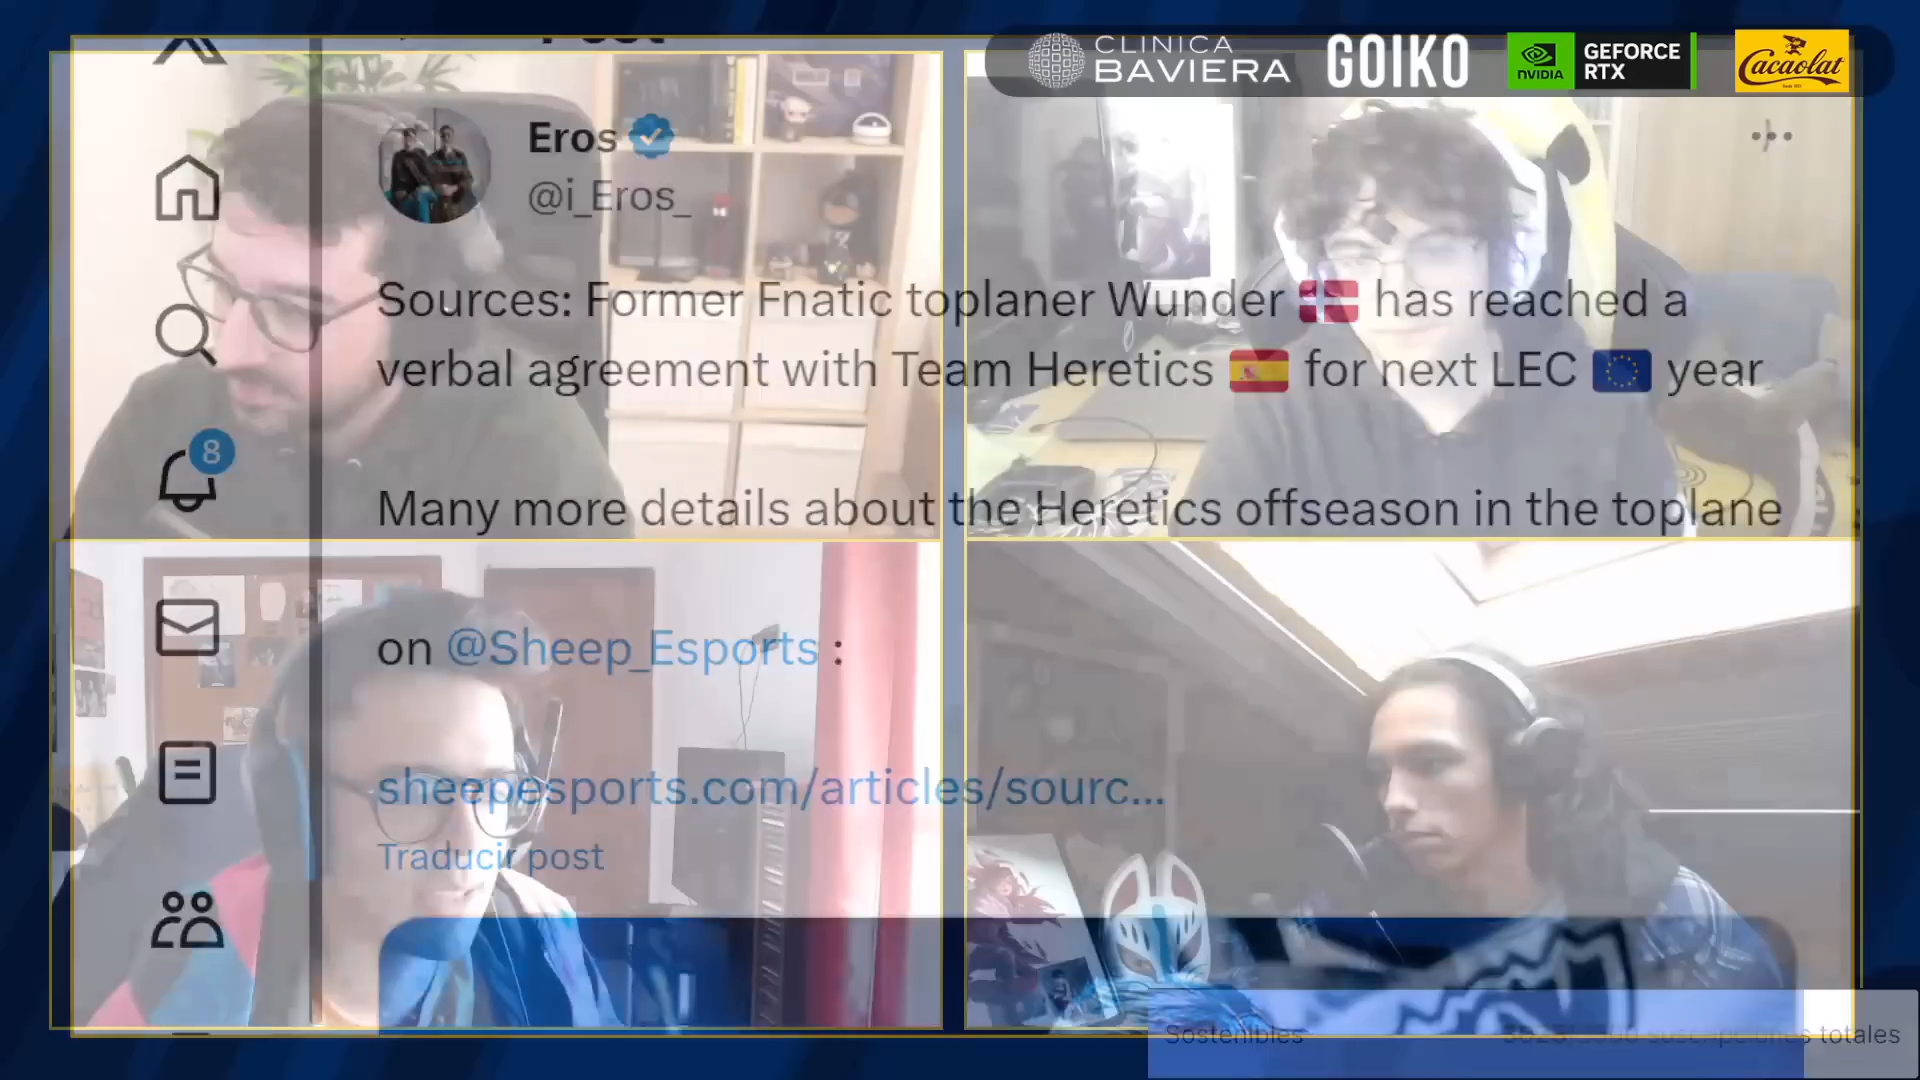 Post
CLINICA
BAVIERA
GOIKO
NVIDIA
GEFORCE
RTX
Cacaolat
Eros
@i_Eros_
Sources: Former Fnatic toplaner Wunder 🇩🇰 has reached a
verbal agreement with Team Heretics 🇪🇸 for next LEC 🇪🇺 year
8
Many more details about the Heretics offseason in the toplane
on @Sheep_Esports :
sheepesports.com/articles/sourc...
Traducir post
Sostenibles
suscripciones totales